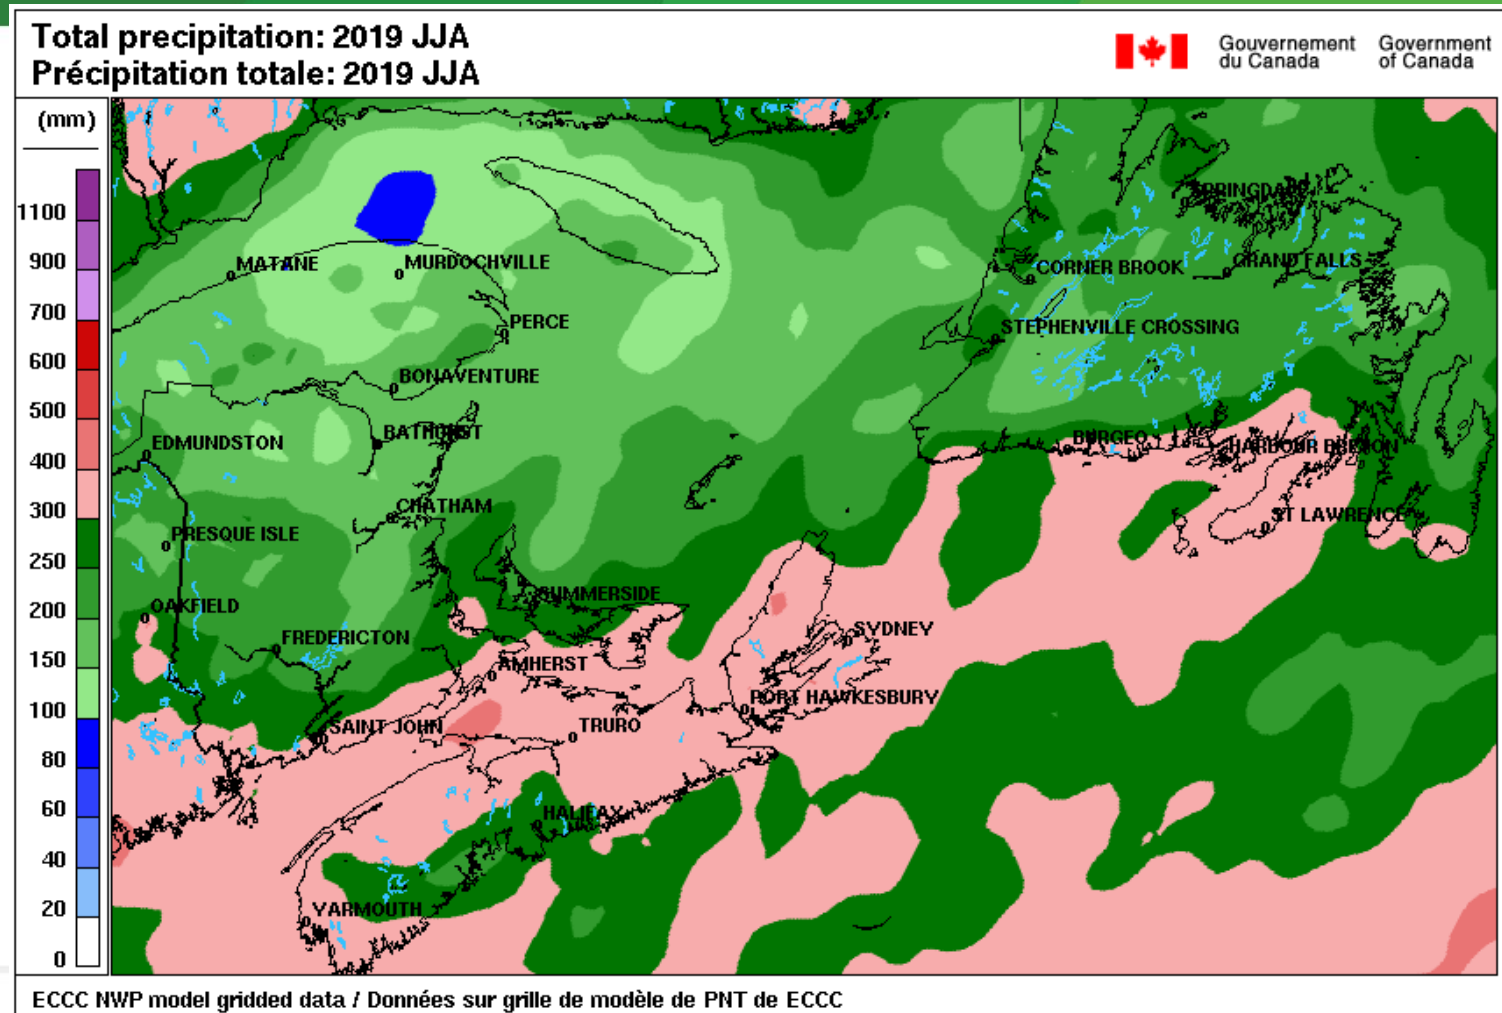 Total precipitation: 2019 JJA
Précipitation totale: 2019 JJA
Gouvernement du Canada
Government of Canada
(mm)
1100
900
700
600
500
400
300
250
200
150
100
80
60
40
20
0
SPRINGDALE
MATANE
MURDOCHVILLE
CORNER BROOK
GRAND FALLS
PERCE
STEPHENVILLE CROSSING
BONAVENTURE
EDMUNDSTON
BATHURST
BURGEO
HARBOUR BRETON
CHATHAM
ST LAWRENCE
PRESQUE ISLE
OAKFIELD
SUMMERSIDE
FREDERICTON
SYDNEY
AMHERST
PORT HAWKESBURY
SAINT JOHN
TRURO
HALIFAX
YARMOUTH
ECCC NWP model gridded data / Données sur grille de modèle de PNT de ECCC